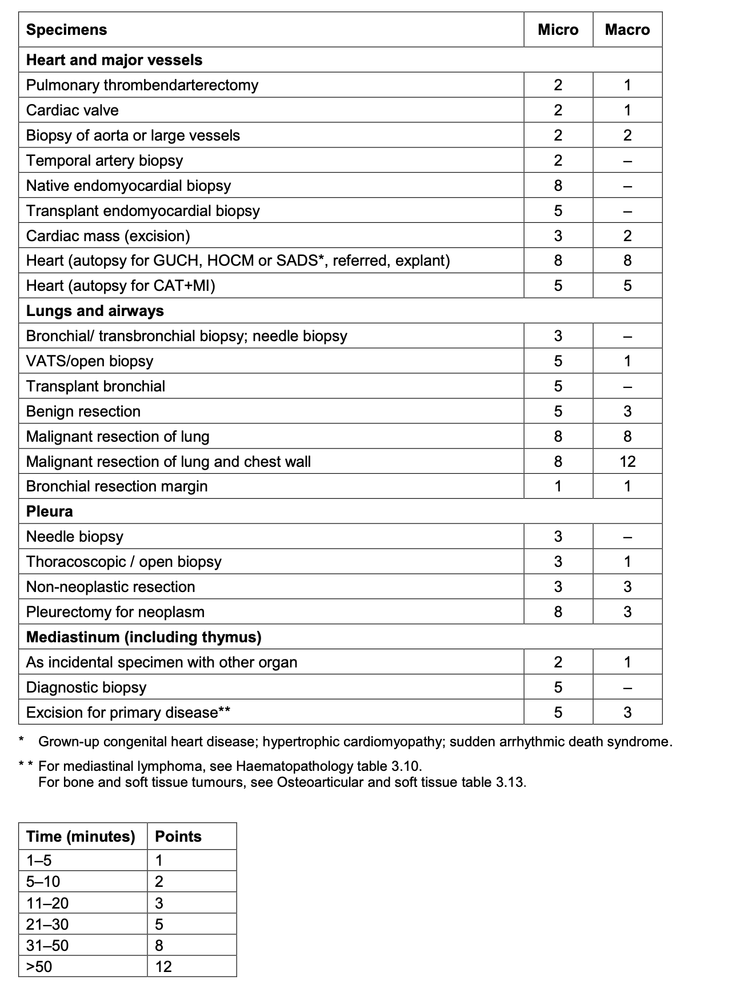 Specimens Micro Macro
Heart and major vessels
Pulmonary thrombendarterectomy 2 1
Cardiac valve 2 1
Biopsy of aorta or large vessels 2 2
Temporal artery biopsy 2 –
Native endomyocardial biopsy 8 –
Transplant endomyocardial biopsy 5 –
Cardiac mass (excision) 3 2
Heart (autopsy for GUCH, HOCM or SADS*, referred, explant) 8 8
Heart (autopsy for CAT+MI) 5 5
Lungs and airways
Bronchial/ transbronchial biopsy; needle biopsy 3 –
VATS/open biopsy 5 1
Transplant bronchial 5 –
Benign resection 5 3
Malignant resection of lung 8 8
Malignant resection of lung and chest wall 8 12
Bronchial resection margin 1 1
Pleura
Needle biopsy 3 –
Thoracoscopic / open biopsy 3 1
Non-neoplastic resection 3 3
Pleurectomy for neoplasm 8 3
Mediastinum (including thymus)
As incidental specimen with other organ 2 1
Diagnostic biopsy 5 –
Excision for primary disease** 5 3
* Grown-up congenital heart disease; hypertrophic cardiomyopathy; sudden arrhythmic death syndrome.
* * For mediastinal lymphoma, see Haematopathology table 3.10.
For bone and soft tissue tumours, see Osteoarticular and soft tissue table 3.13.
Time (minutes) Points
1–5 1
5–10 2
11–20 3
21–30 5
31–50 8
>50 12